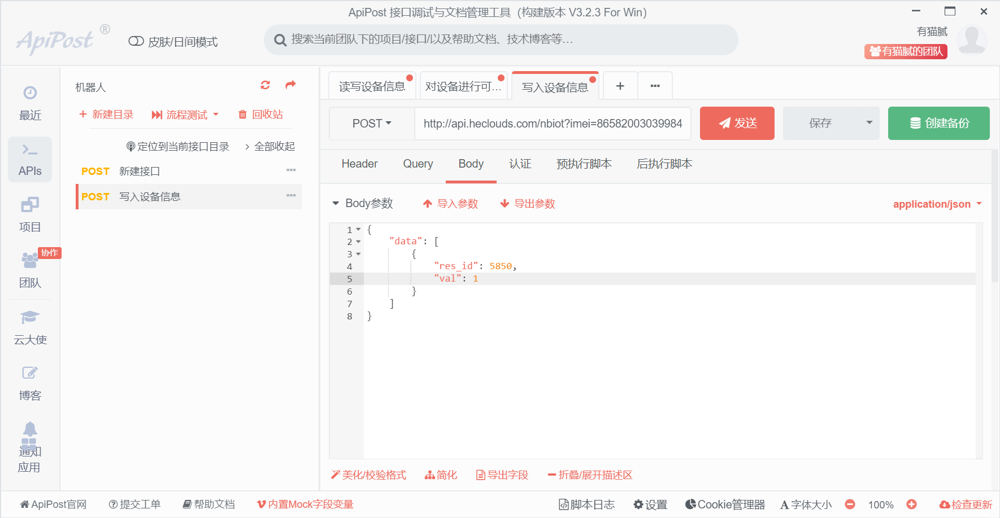 ApiPost 接口调试与文档管理工具（构建版本 V3.2.3 For Win）
ApiPost ®
皮肤/日间模式
搜索当前团队下的项目/接口/以及帮助文档、技术博客等…
有猫腻
有猫腻的团队
最近
APIs
项目
协作
团队
云大使
博客
通知
应用
机器人
+ 新建目录
流程测试
回收站
定位到当前接口目录
> 全部收起
POST 新建接口 ···
POST 写入设备信息 ···
读写设备信息
对设备进行可...
写入设备信息
+
···
POST
http://api.heclouds.com/nbiot?imei=86582003039984
发送
保存
创建备份
Header
Query
Body
认证
预执行脚本
后执行脚本
Body参数
导入参数
导出参数
application/json
1 {
2 "data": [
3 {
4 "res_id": 5850,
5 "val": 1
6 }
7 ]
8 }
美化/校验格式
简化
导出字段
折叠/展开描述区
ApiPost官网
提交工单
帮助文档
内置Mock字段变量
脚本日志
设置
Cookie管理器
A 字体大小
100%
检查更新